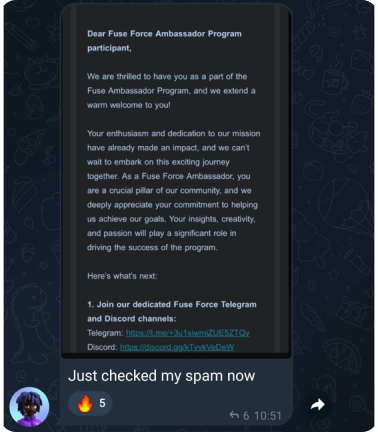 Dear Fuse Force Ambassador Program
participant,
We are thrilled to have you as a part of the
Fuse Ambassador Program, and we extend a
warm welcome to you!
Your enthusiasm and dedication to our mission
have already made an impact, and we can't
wait to embark on this exciting journey
together. As a Fuse Force Ambassador, you
are a crucial pillar of our community, and we
deeply appreciate your commitment to helping
us achieve our goals. Your insights, creativity,
and passion will play a significant role in
driving the success of the program.
Here's what's next:
1. Join our dedicated Fuse Force Telegram
and Discord channels:
Telegram: https://t.me/+3u1siwmiZlJE5ZTQy
Discord: https://discord.gg/kTvvkVeDeW
Just checked my spam now
5
6 10:51